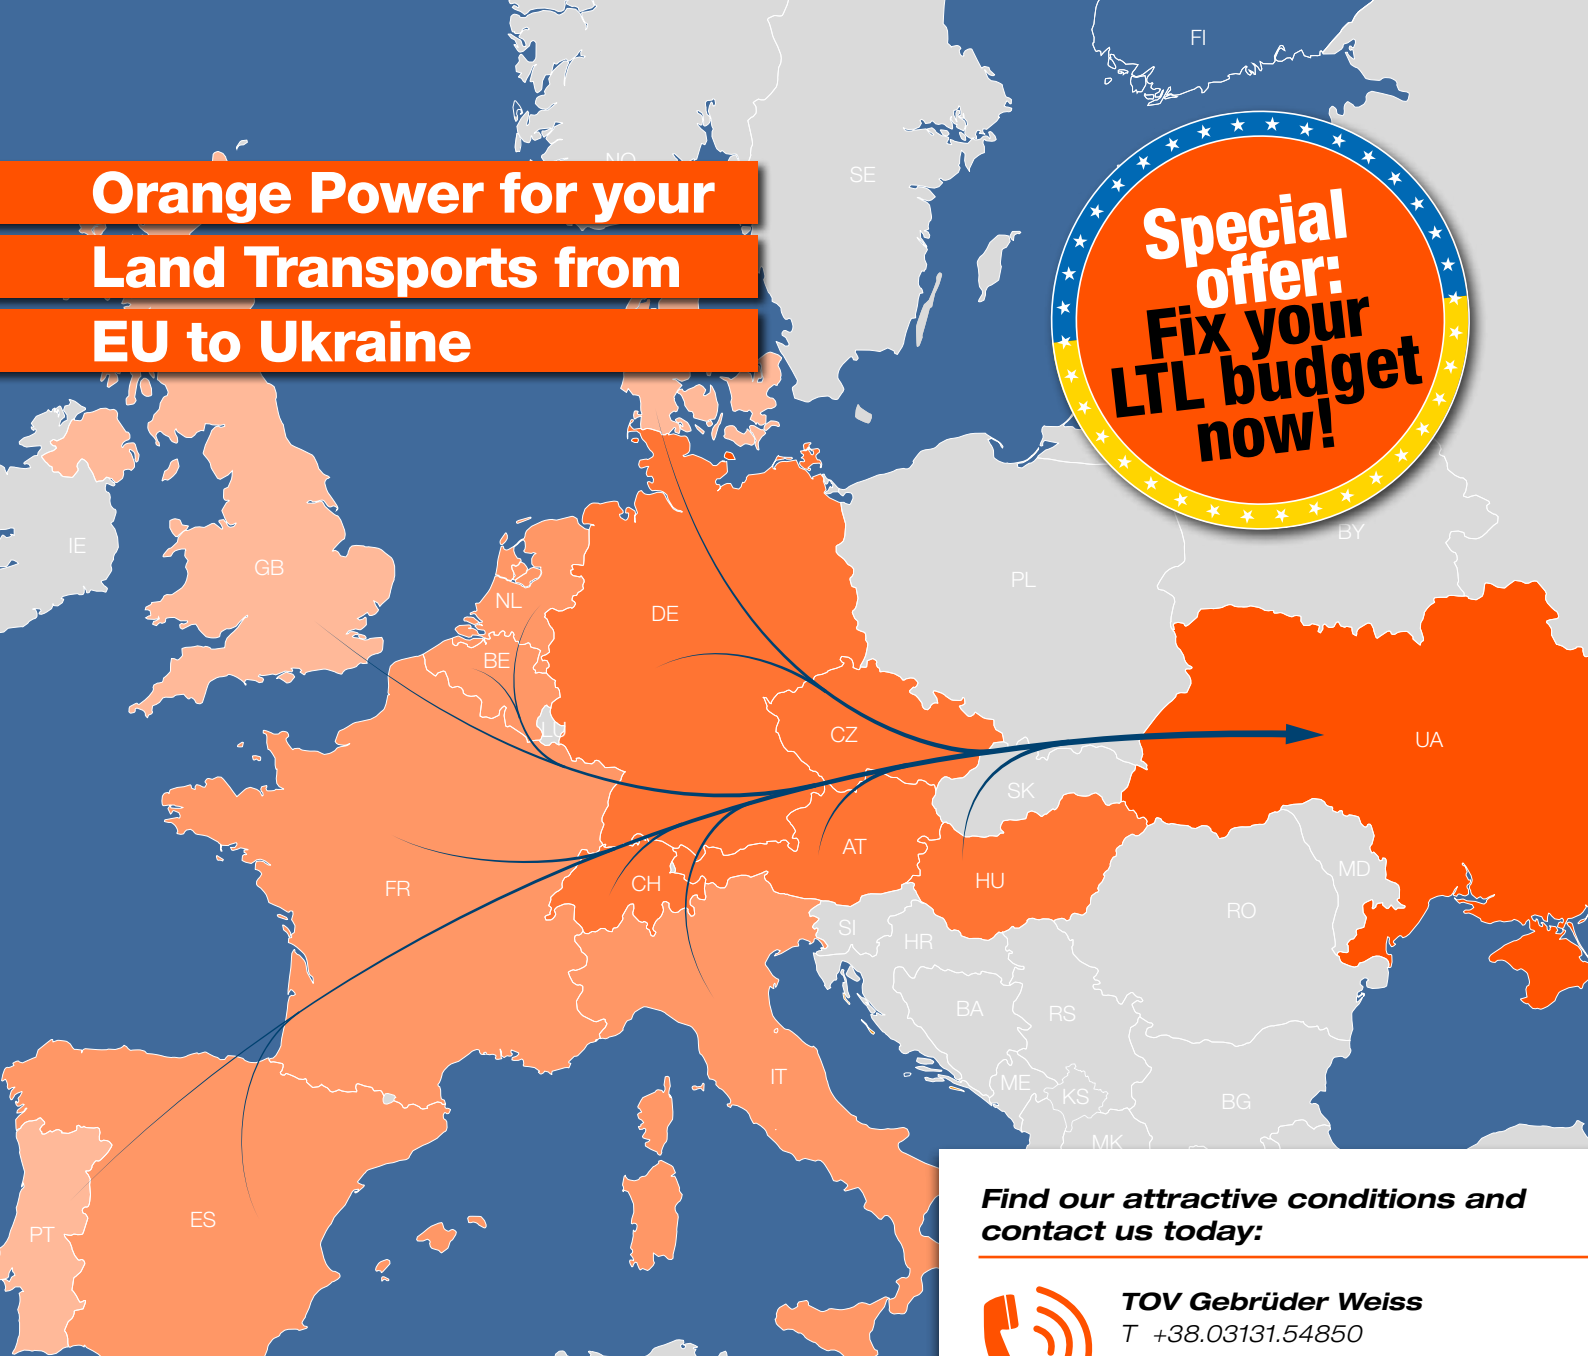 FI
NO
SE
Orange Power for your
Land Transports from
EU to Ukraine
Special
offer:
Fix your
LTL budget
now!
IE
GB
NL
BE
LU
DE
PL
BY
CZ
UA
SK
AT
HU
CH
FR
SI
HR
RO
MD
BA
RS
IT
ME
KS
BG
MK
PT
ES
Find our attractive conditions and
contact us today:
TOV Gebrüder Weiss
T +38.03131.54850